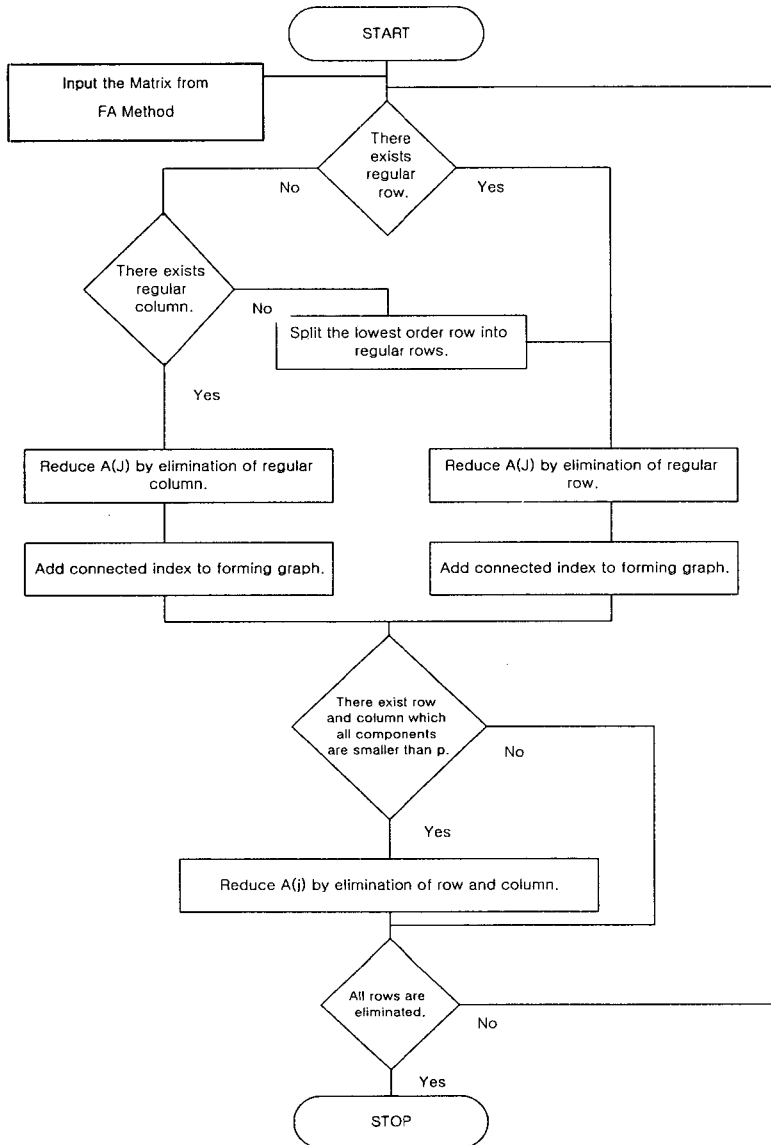 START
Input the Matrix from
FA Method
There
exists
regular
row.
No
Yes
There exists
regular
column.
No
Split the lowest order row into
regular rows.
Yes
Reduce A(J) by elimination of regular
column.
Reduce A(J) by elimination of regular
row.
Add connected index to forming graph.
Add connected index to forming graph.
There exist row
and column which
all components
are smaller than p.
No
Yes
Reduce A(j) by elimination of row and column.
All rows are
eliminated.
No
Yes
STOP